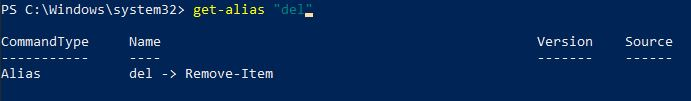 PS C:\Windows\system32> get-alias "del"
CommandType     Name                                               Version    Source
-----------     ----                                               -------    ------
Alias           del -> Remove-Item